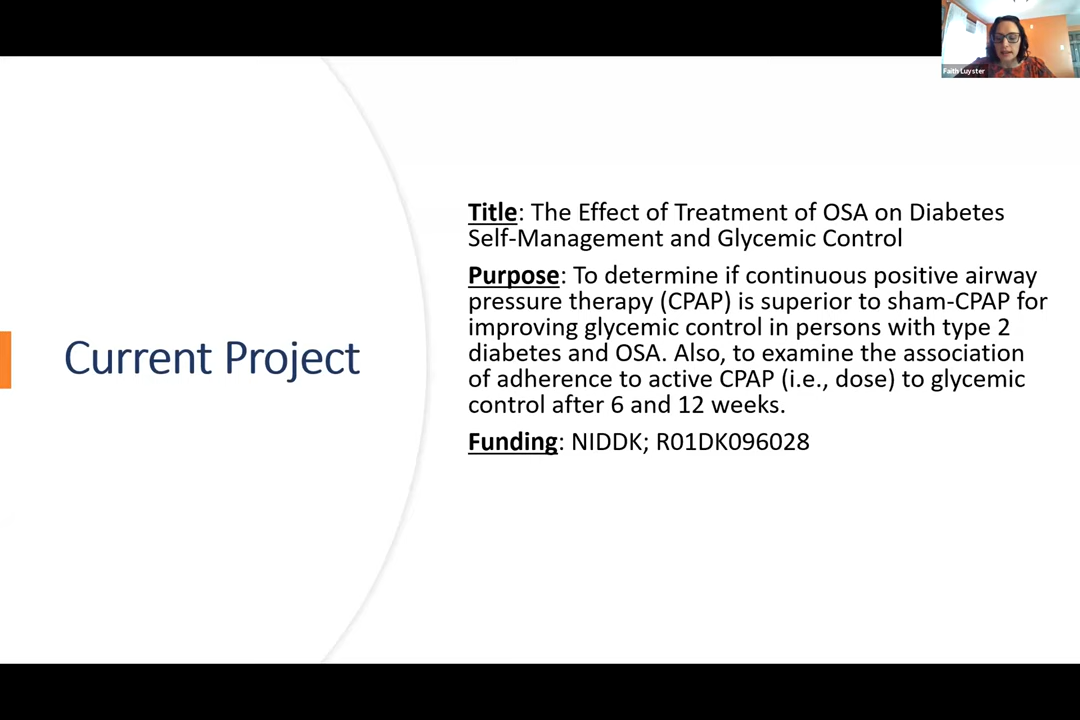 Faith Luyster
Current Project
Title: The Effect of Treatment of OSA on Diabetes
Self-Management and Glycemic Control
Purpose: To determine if continuous positive airway
pressure therapy (CPAP) is superior to sham-CPAP for
improving glycemic control in persons with type 2
diabetes and OSA. Also, to examine the association
of adherence to active CPAP (i.e., dose) to glycemic
control after 6 and 12 weeks.
Funding: NIDDK; R01DK096028